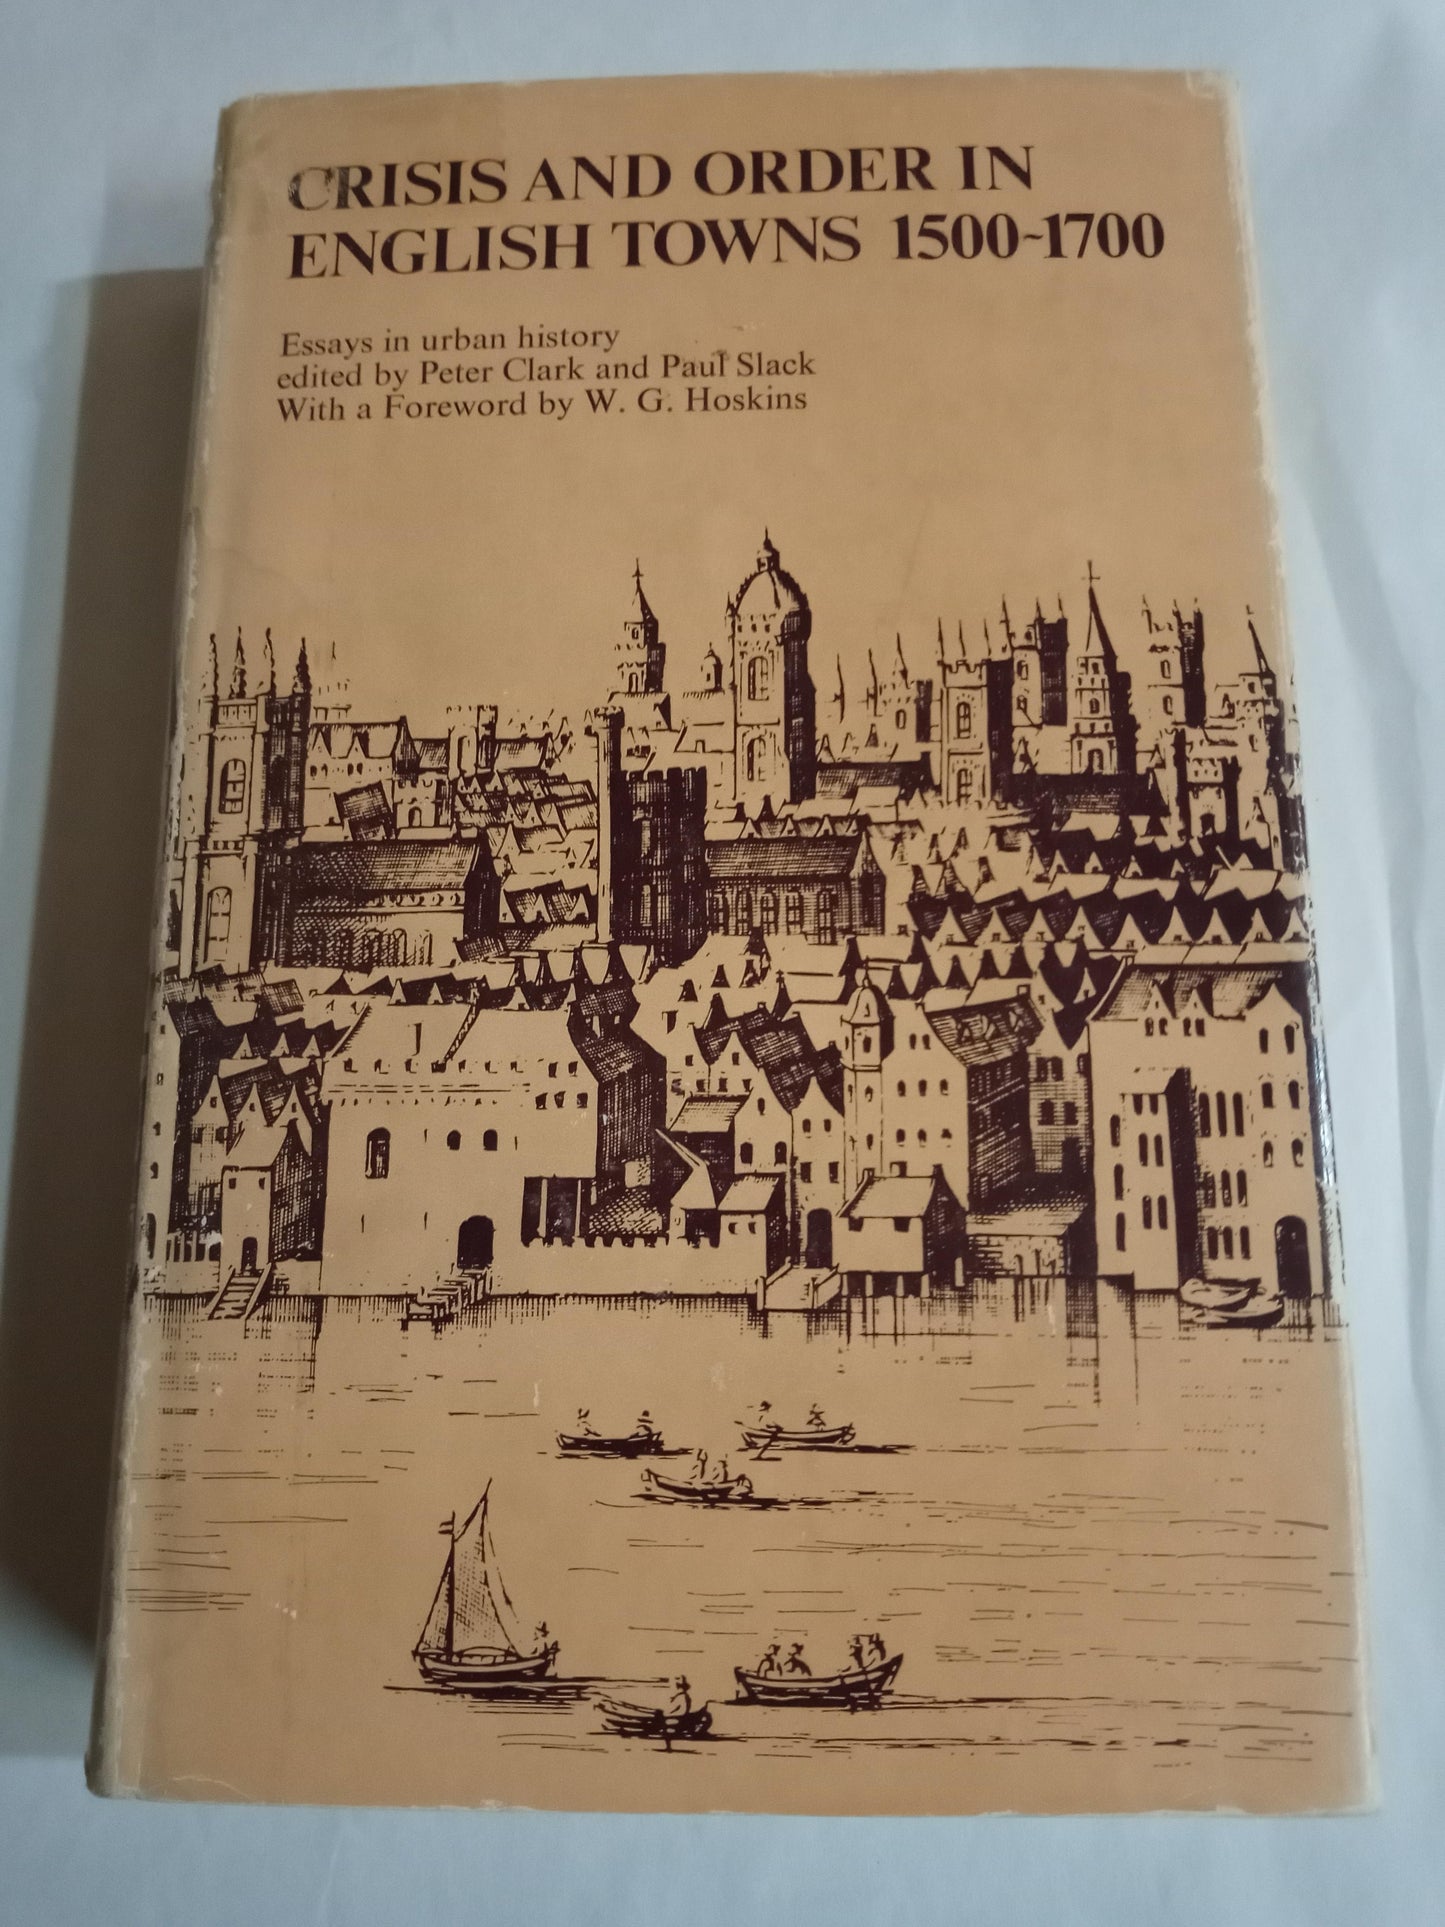 CRISIS AND ORDER IN
ENGLISH TOWNS 1500-1700
Essays in urban history
edited by Peter Clark and Paul Slack
With a Foreword by W. G. Hoskins